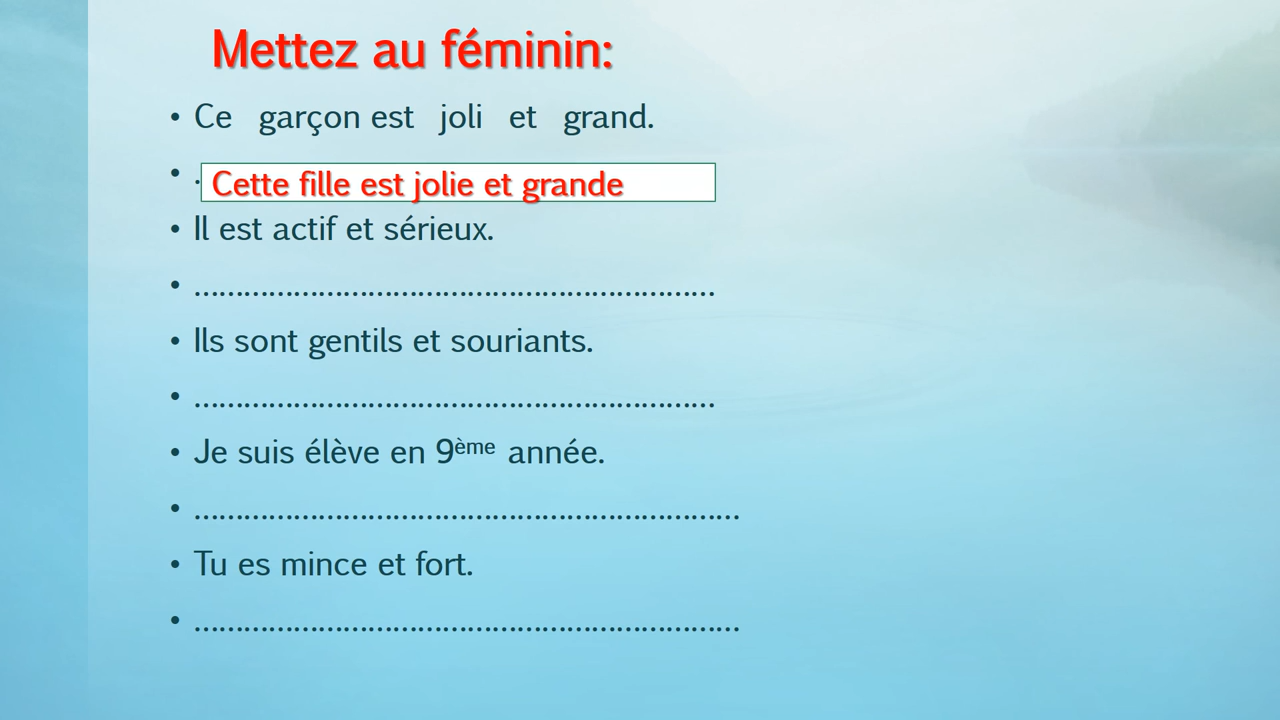 Mettez au féminin:
• Ce garçon est joli et grand.
• . Cette fille est jolie et grande
• Il est actif et sérieux.
• ………………………………………………………
• Ils sont gentils et souriants.
• ………………………………………………………
• Je suis élève en 9ème année.
• …………………………………………………………
• Tu es mince et fort.
• …………………………………………………………